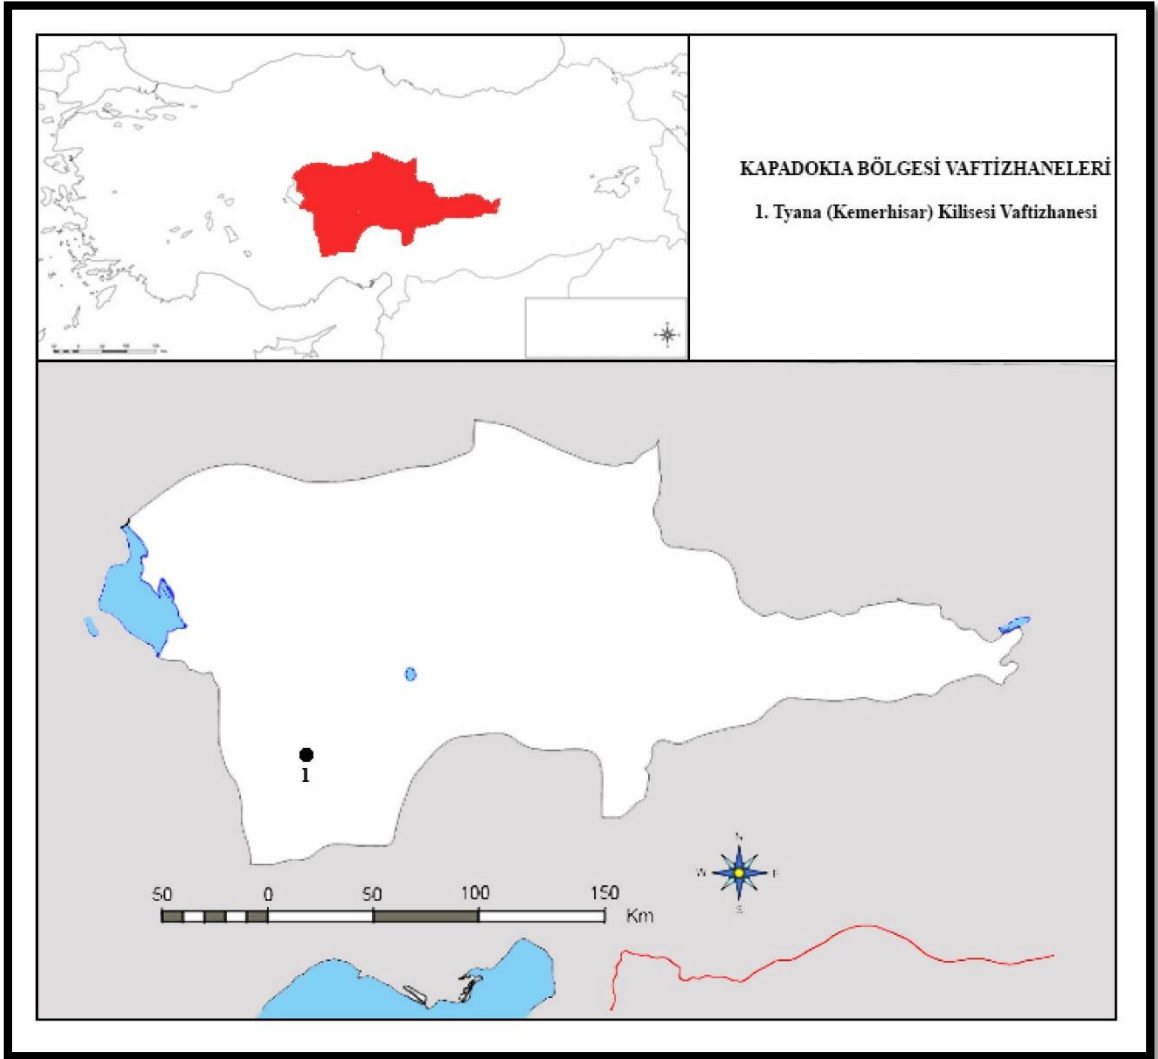 KAPADOKIA BÖLGESİ VAFTİZHANELERİ
1. Tyana (Kemerhisar) Kilisesi Vaftizhanesi
1
N
W E
S
50 0 50 100 150
Km